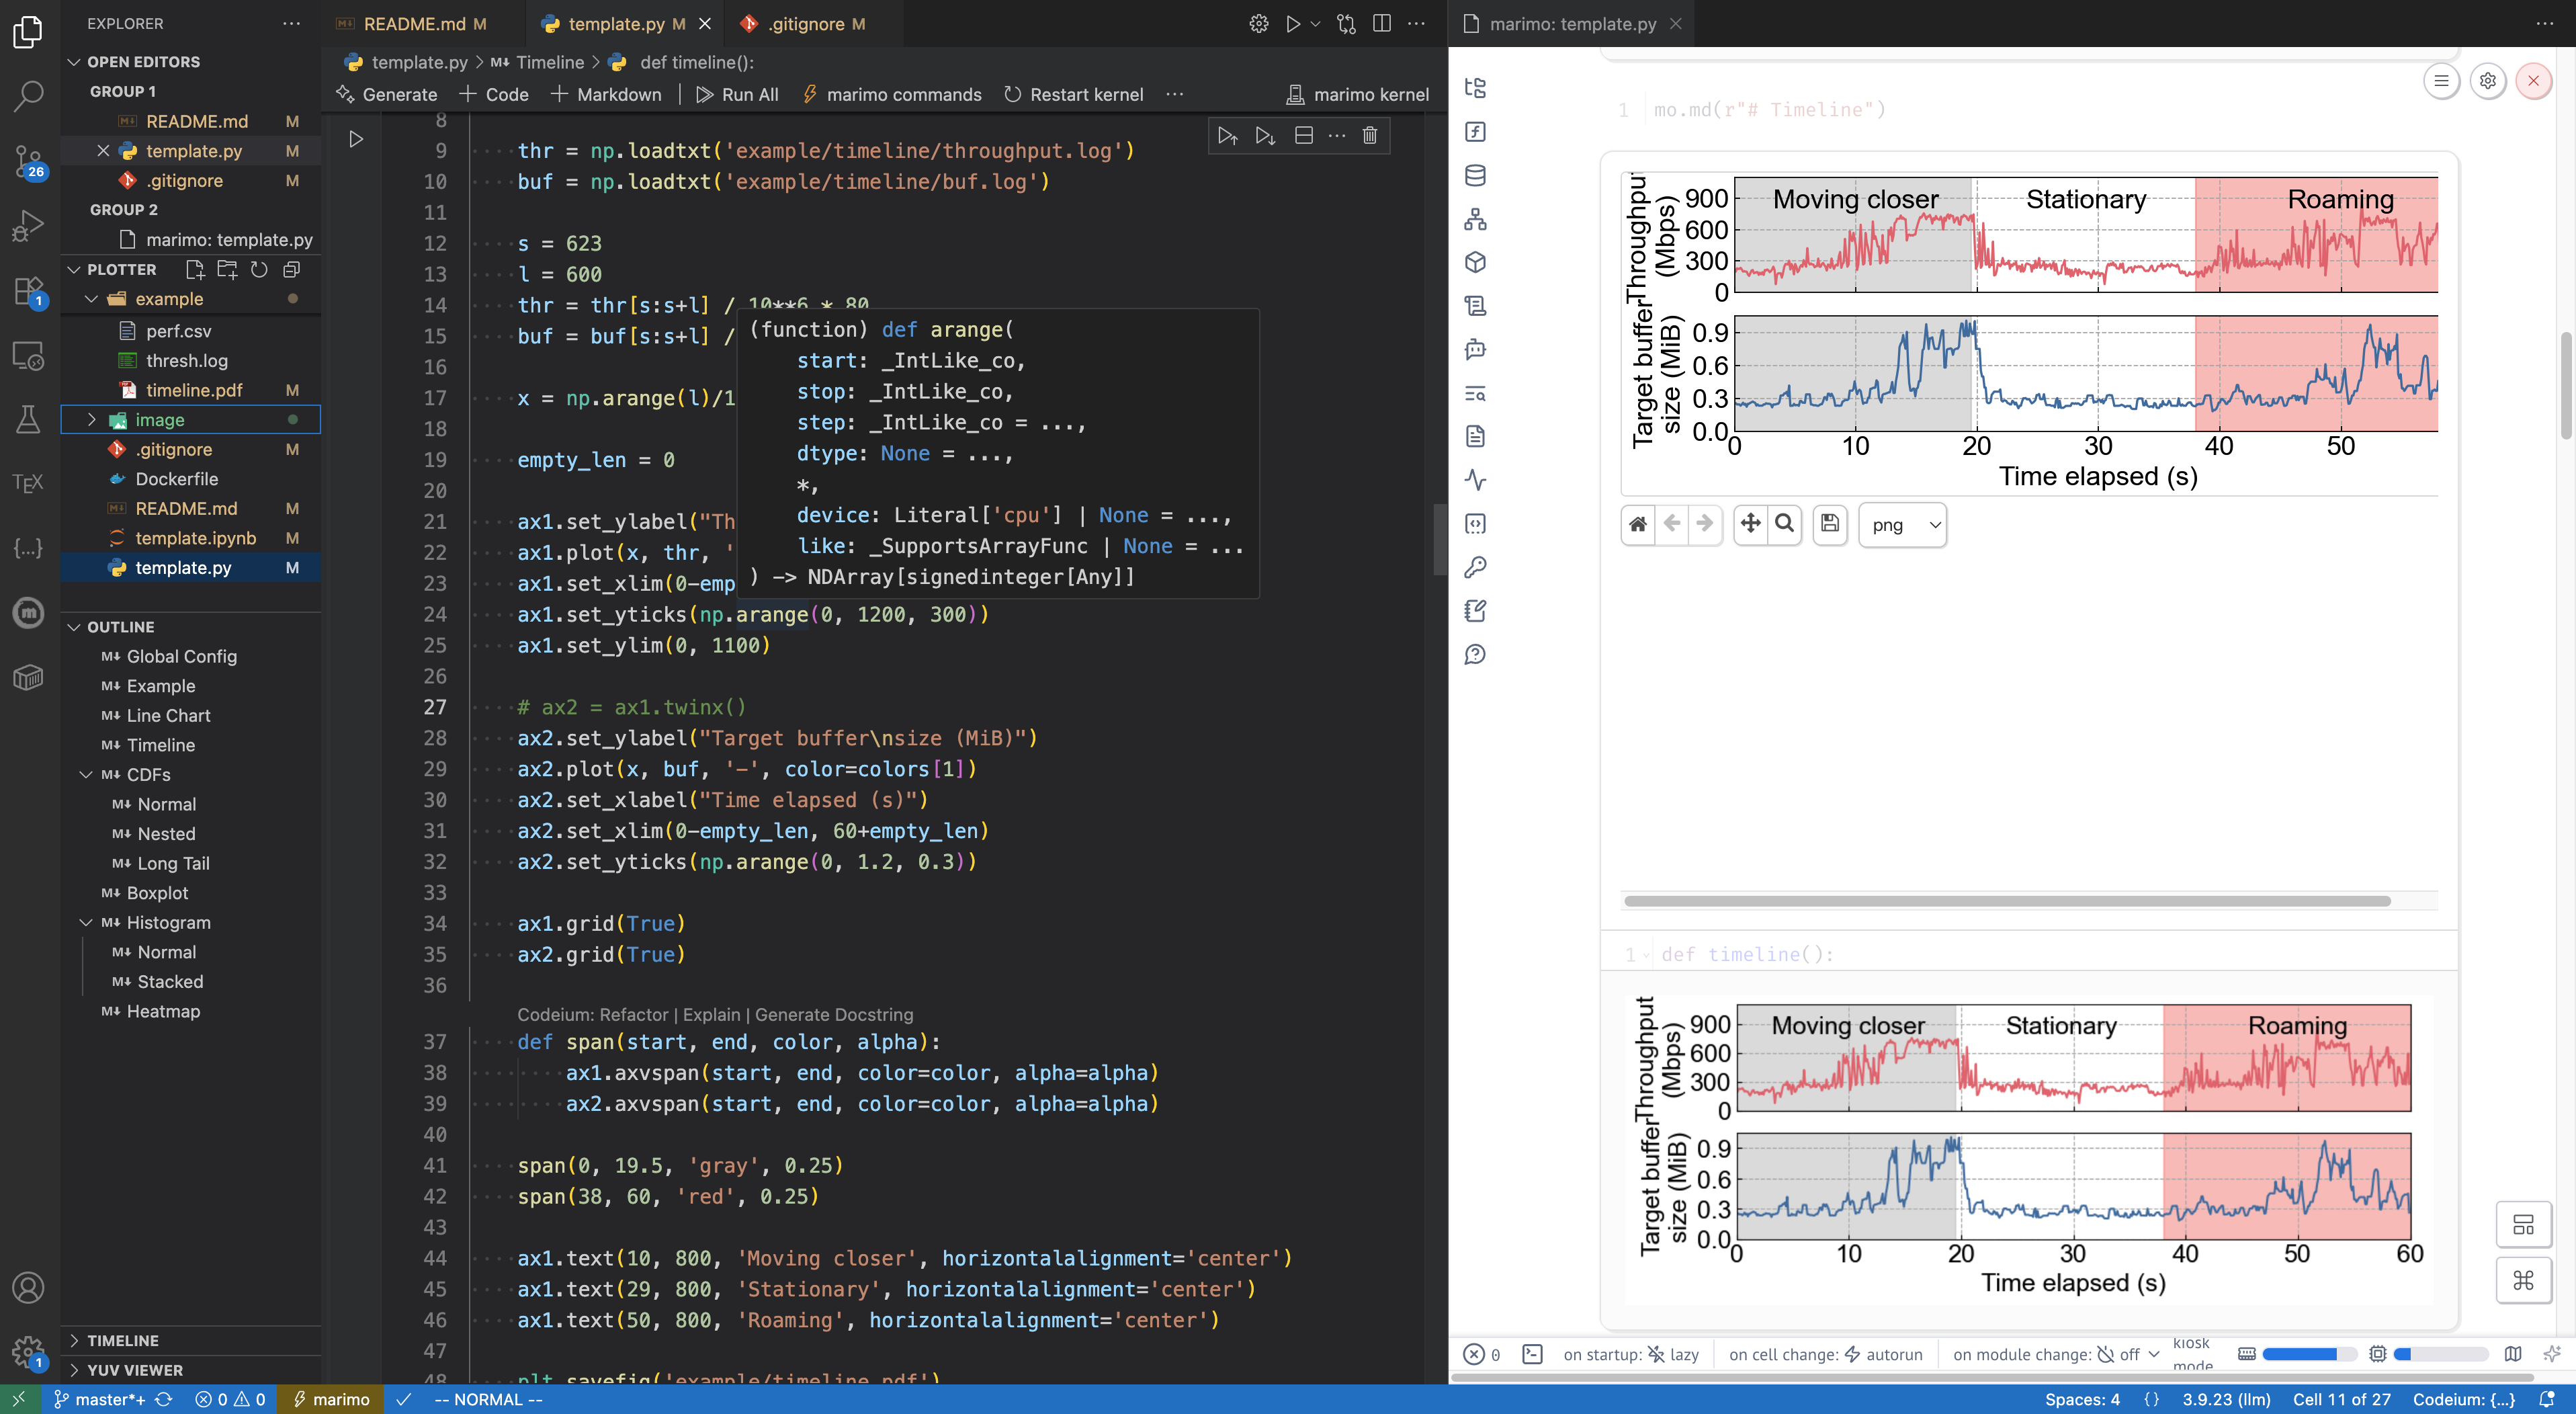 EXPLORER
OPEN EDITORS
GROUP 1
README.md M
template.py M
.gitignore M
GROUP 2
marimo: template.py
PLOTTER
example
perf.csv
thresh.log
timeline.pdf M
image
.gitignore M
Dockerfile
README.md M
template.ipynb M
template.py M
OUTLINE
Global Config
Example
Line Chart
Timeline
CDFs
Normal
Nested
Long Tail
Boxplot
Histogram
Normal
Stacked
Heatmap
TIMELINE
YUV VIEWER
26
1
TEX
{...}
m
1
README.md M
template.py M
.gitignore M
template.py > Timeline > def timeline():
Generate
Code
Markdown
Run All
marimo commands
Restart kernel
marimo kernel
8
9 thr = np.loadtxt('example/timeline/throughput.log')
10 buf = np.loadtxt('example/timeline/buf.log')
11
12 s = 623
13 l = 600
14 thr = thr[s:s+l] / 10**6 * 80
15 buf = buf[s:s+l] /
16
17 x = np.arange(l)/1
18
19 empty_len = 0
20
21 ax1.set_ylabel("Th
22 ax1.plot(x, thr, '
23 ax1.set_xlim(0-emp
24 ax1.set_yticks(np.arange(0, 1200, 300))
25 ax1.set_ylim(0, 1100)
26
27 # ax2 = ax1.twinx()
28 ax2.set_ylabel("Target buffer\nsize (MiB)")
29 ax2.plot(x, buf, '-', color=colors[1])
30 ax2.set_xlabel("Time elapsed (s)")
31 ax2.set_xlim(0-empty_len, 60+empty_len)
32 ax2.set_yticks(np.arange(0, 1.2, 0.3))
33
34 ax1.grid(True)
35 ax2.grid(True)
36
Codeium: Refactor | Explain | Generate Docstring
37 def span(start, end, color, alpha):
38 ax1.axvspan(start, end, color=color, alpha=alpha)
39 ax2.axvspan(start, end, color=color, alpha=alpha)
40
41 span(0, 19.5, 'gray', 0.25)
42 span(38, 60, 'red', 0.25)
43
44 ax1.text(10, 800, 'Moving closer', horizontalalignment='center')
45 ax1.text(29, 800, 'Stationary', horizontalalignment='center')
46 ax1.text(50, 800, 'Roaming', horizontalalignment='center')
47
48 plt.savefig('example/timeline.pdf')
(function) def arange(
start: _IntLike_co,
stop: _IntLike_co,
step: _IntLike_co = ...,
dtype: None = ...,
*,
device: Literal['cpu'] | None = ...,
like: _SupportsArrayFunc | None = ...
) -> NDArray[signedinteger[Any]]
marimo: template.py
1 mo.md(r"# Timeline")
Throughput
(Mbps)
900
600
300
0
Moving closer
Stationary
Roaming
Target buffer
size (MiB)
0.9
0.6
0.3
0.0
0 10 20 30 40 50
Time elapsed (s)
png
1 def timeline():
Throughput
(Mbps)
900
600
300
0
Moving closer
Stationary
Roaming
Target buffer
size (MiB)
0.9
0.6
0.3
0.0
0 10 20 30 40 50 60
Time elapsed (s)
0
on startup: lazy
on cell change: autorun
on module change: off
kiosk
mode
master*+
0 0
marimo
-- NORMAL --
Spaces: 4
{}
3.9.23 (llm)
Cell 11 of 27
Codeium: {...}